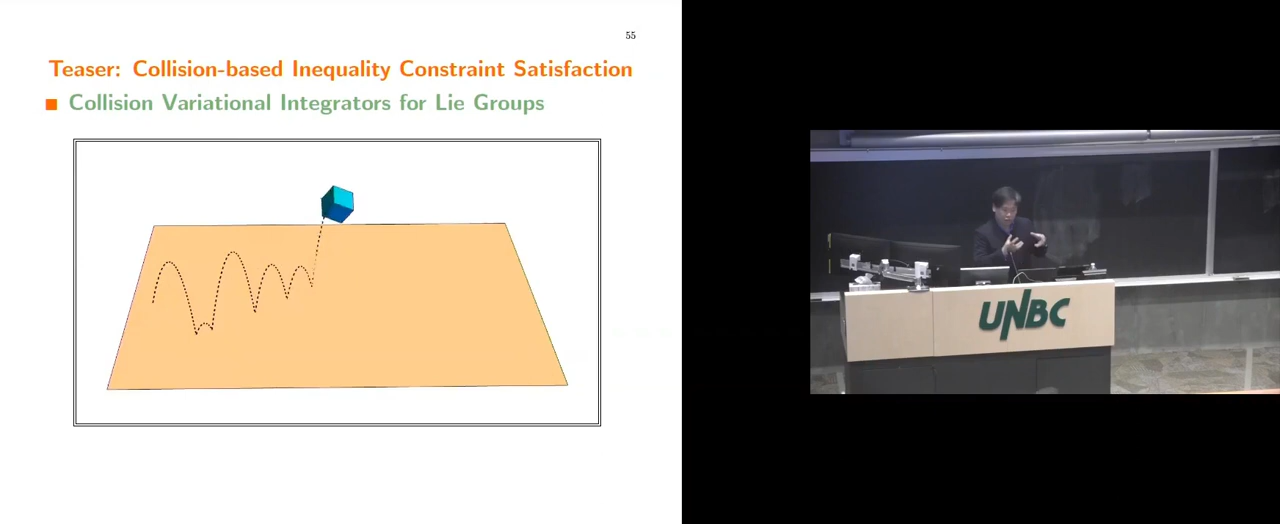 55
Teaser: Collision-based Inequality Constraint Satisfaction
Collision Variational Integrators for Lie Groups
UNBC